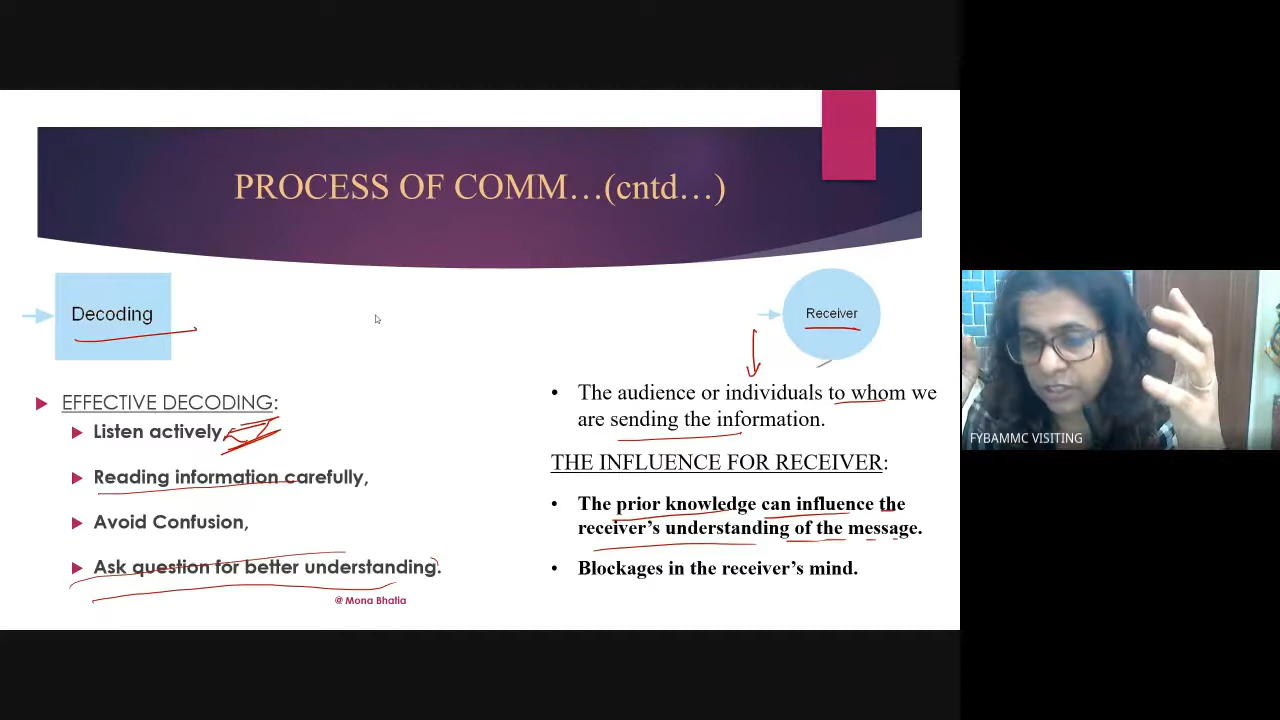 PROCESS OF COMM…(cntd…)
Decoding
Receiver
EFFECTIVE DECODING:
Listen actively,
Reading information carefully,
Avoid Confusion,
Ask question for better understanding.
@ Mona Bhatia
The audience or individuals to whom we
are sending the information.
THE INFLUENCE FOR RECEIVER:
The prior knowledge can influence the
receiver's understanding of the message.
Blockages in the receiver's mind.
FYBAMMC VISITING